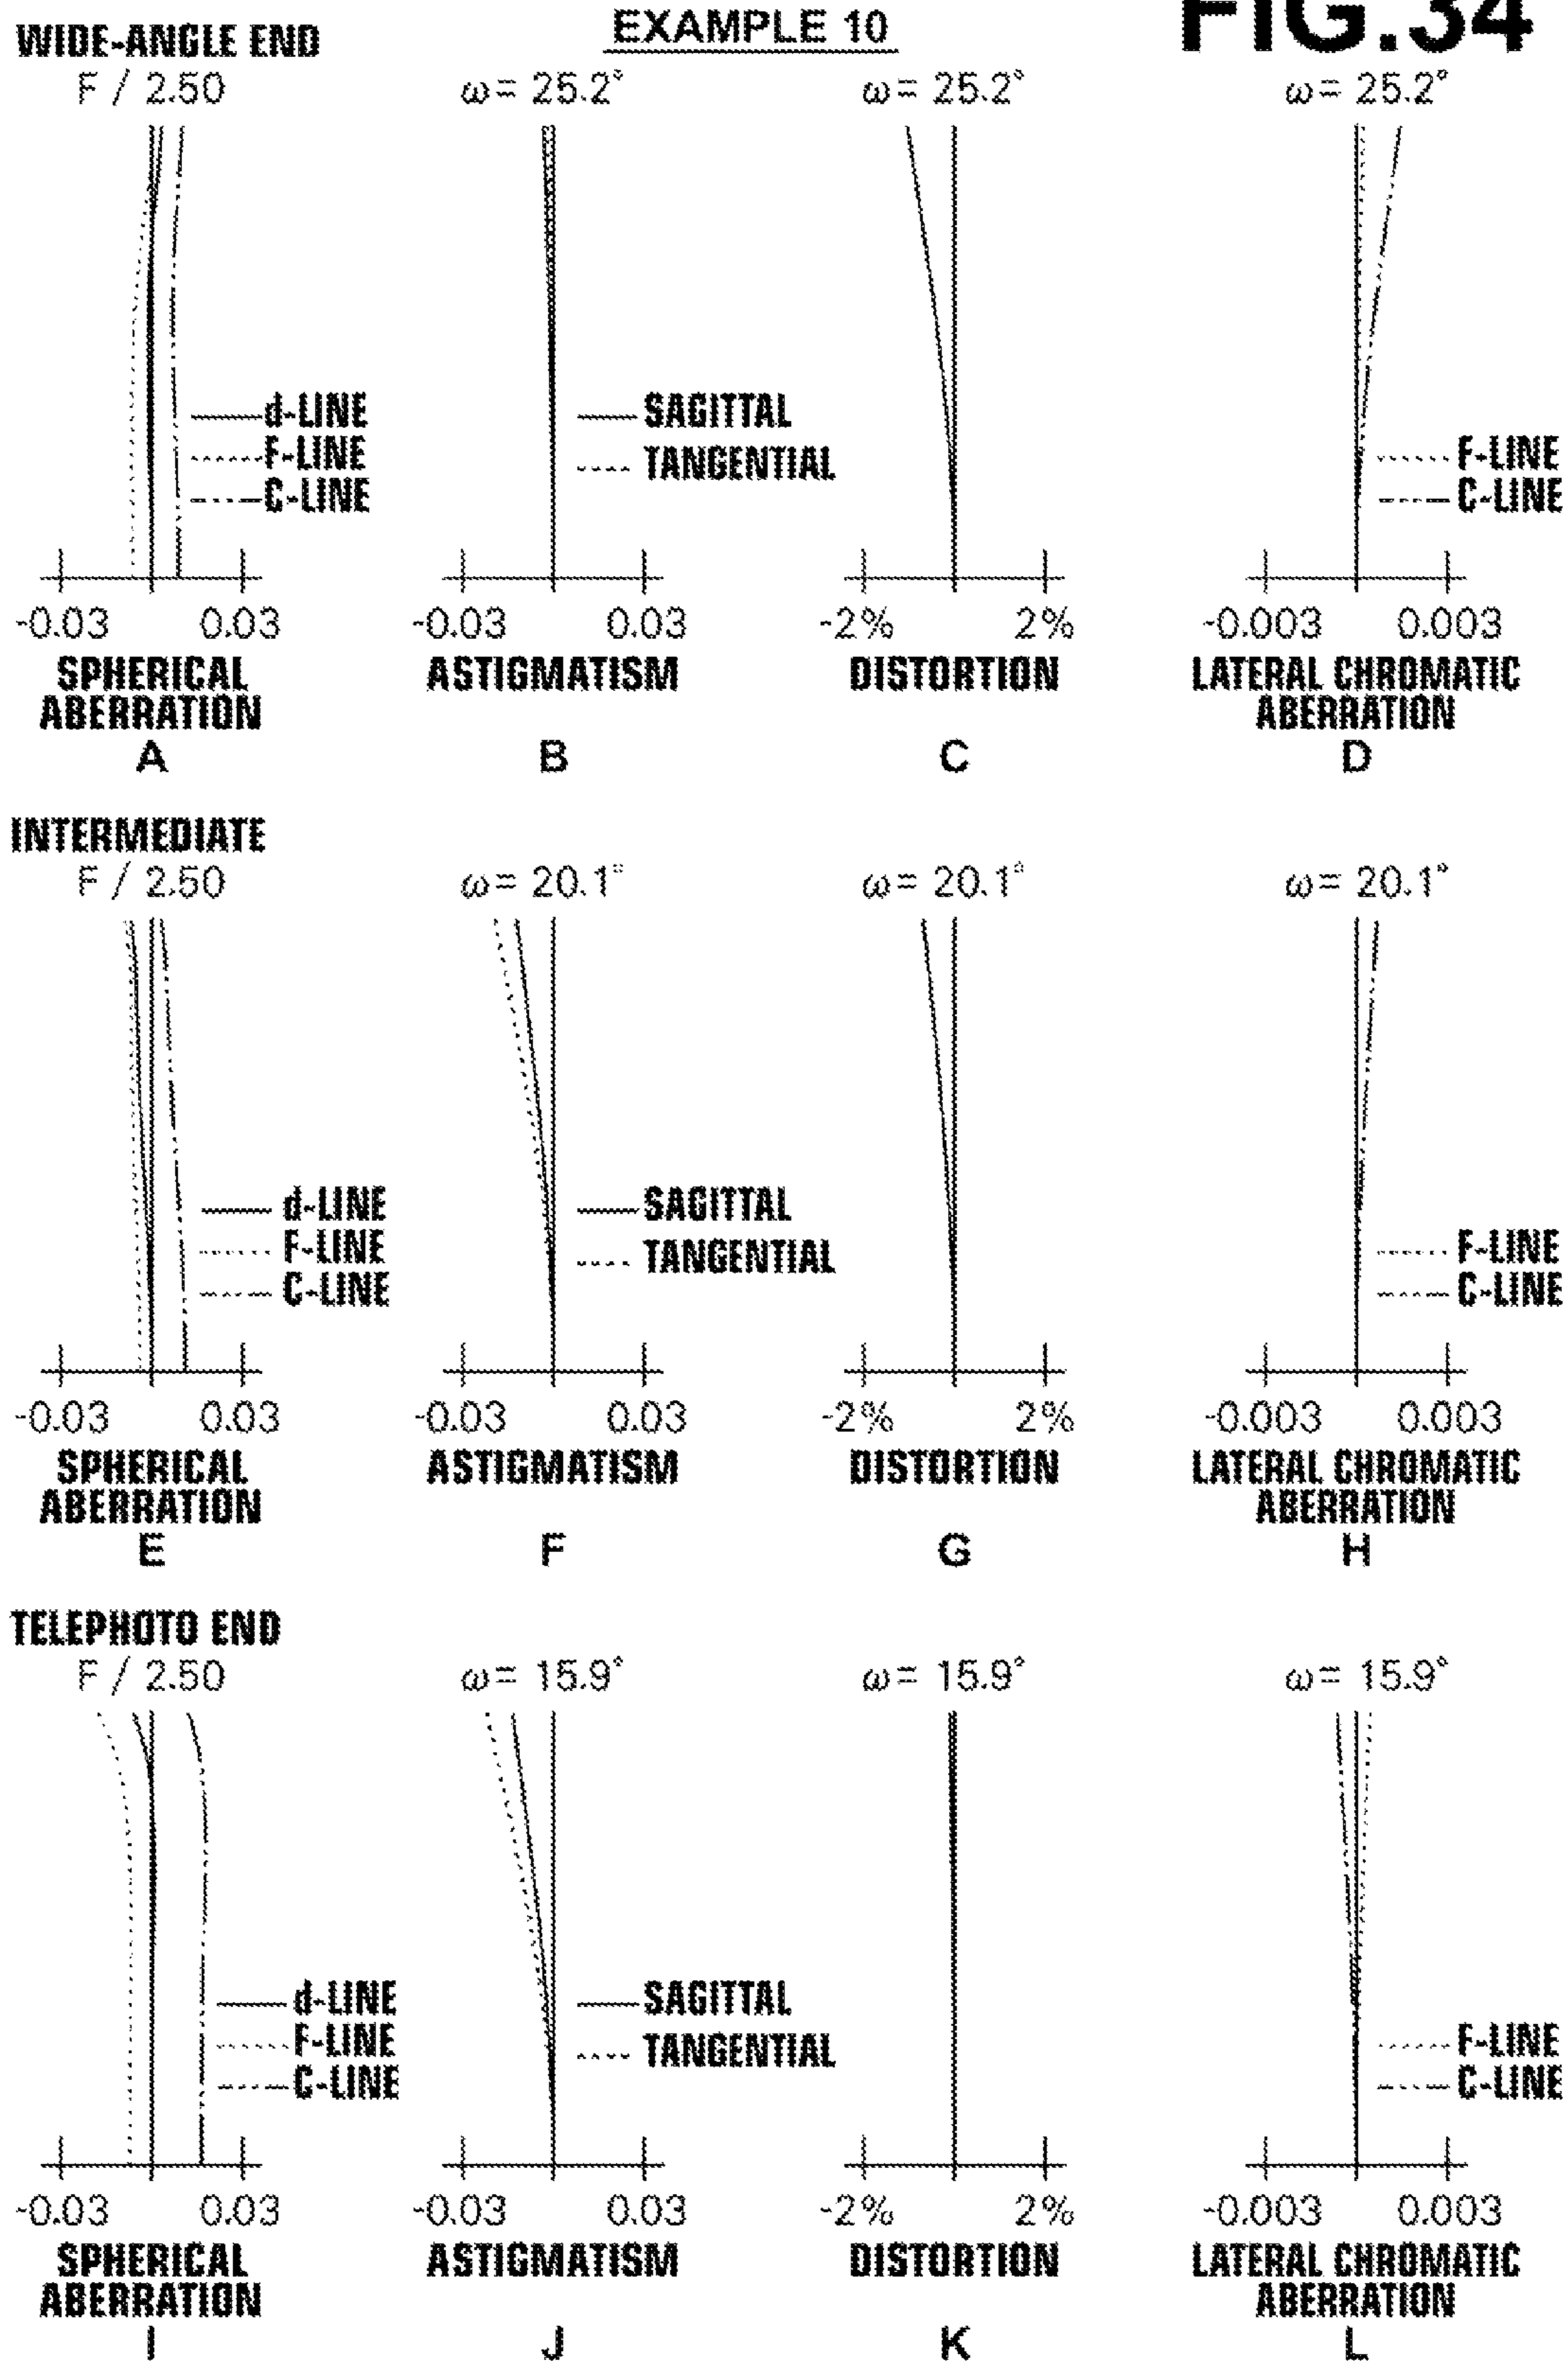 EXAMPLE 10
FIG.34
WIDE-ANGLE END
F / 2.50
ω= 25.2°
ω= 25.2°
ω= 25.2°
d-LINE
F-LINE
C-LINE
SAGITTAL
TANGENTIAL
F-LINE
C-LINE
-0.03 0.03
-0.03 0.03
-2% 2%
-0.003 0.003
SPHERICAL
ABERRATION
ASTIGMATISM
DISTORTION
LATERAL CHROMATIC
ABERRATION
A
B
C
D
INTERMEDIATE
F / 2.50
ω= 20.1°
ω= 20.1°
ω= 20.1°
d-LINE
F-LINE
C-LINE
SAGITTAL
TANGENTIAL
F-LINE
C-LINE
-0.03 0.03
-0.03 0.03
-2% 2%
-0.003 0.003
SPHERICAL
ABERRATION
ASTIGMATISM
DISTORTION
LATERAL CHROMATIC
ABERRATION
E
F
G
H
TELEPHOTO END
F / 2.50
ω= 15.9°
ω= 15.9°
ω= 15.9°
d-LINE
F-LINE
C-LINE
SAGITTAL
TANGENTIAL
F-LINE
C-LINE
-0.03 0.03
-0.03 0.03
-2% 2%
-0.003 0.003
SPHERICAL
ABERRATION
ASTIGMATISM
DISTORTION
LATERAL CHROMATIC
ABERRATION
I
J
K
L